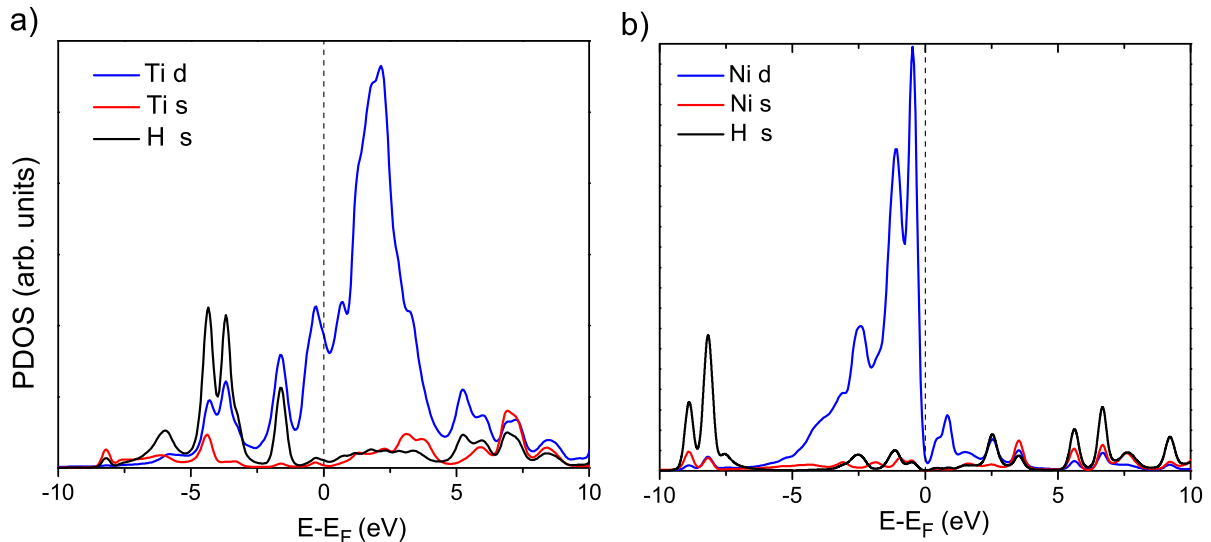 a)
Ti d
Ti s
H s
PDOS (arb. units)
-10
-5
0
5
10
E-E_F (eV)
b)
Ni d
Ni s
H s
-10
-5
0
5
10
E-E_F (eV)